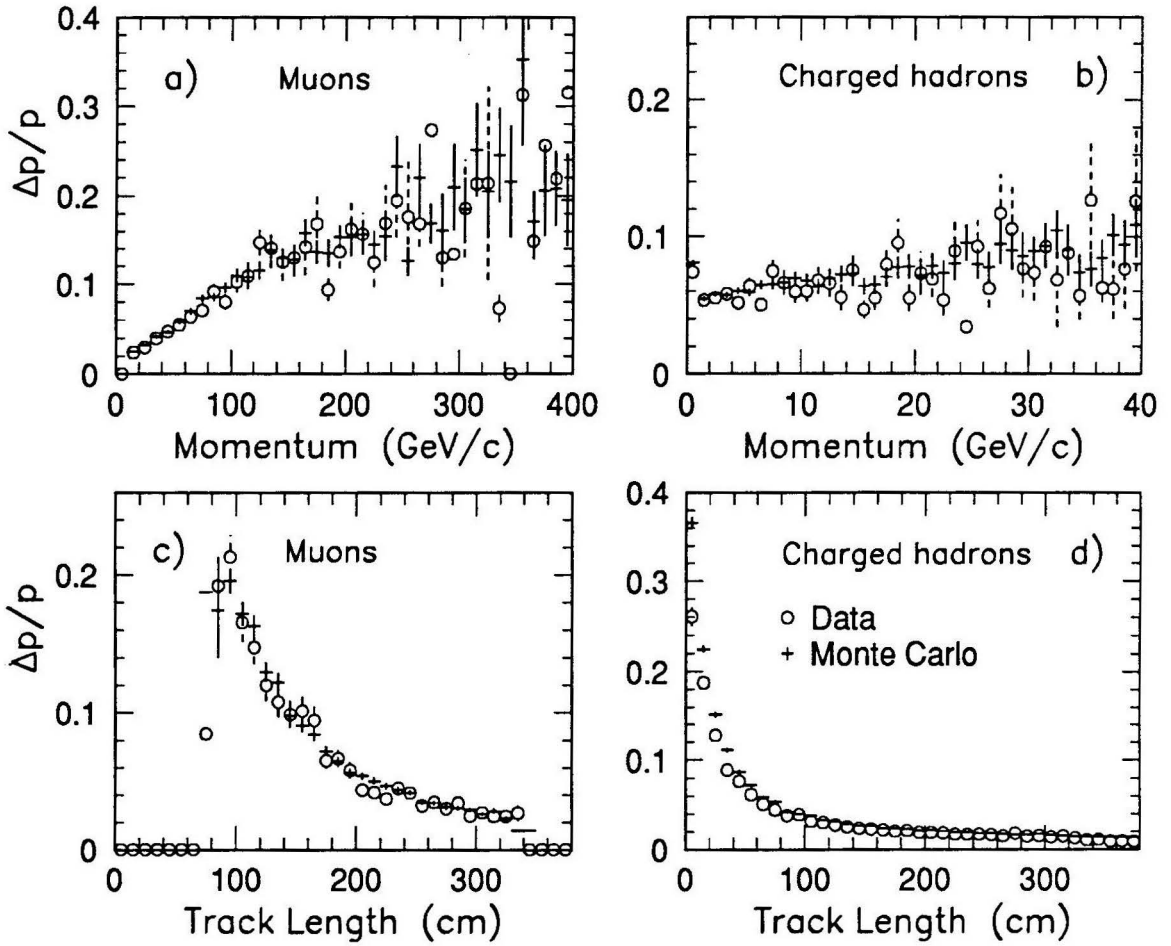 0.4
0.3
0.2
0.1
0
Δp/p
a) Muons
0 100 200 300 400
Momentum (GeV/c)
0.2
0.1
0
Charged hadrons b)
0 10 20 30 40
Momentum (GeV/c)
0.2
0.1
0
Δp/p
c) Muons
0 100 200 300
Track Length (cm)
0.4
0.3
0.2
0.1
0
Charged hadrons d)
Data
Monte Carlo
0 100 200 300
Track Length (cm)